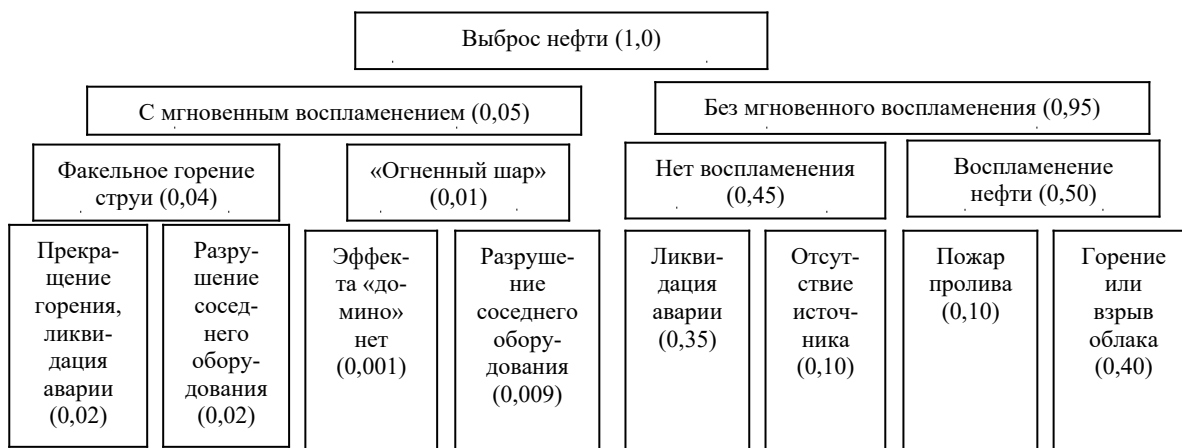 Выброс нефти (1,0)
С мгновенным воспламенением (0,05)
Без мгновенного воспламенения (0,95)
Факельное горение
струи (0,04)
«Огненный шар»
(0,01)
Нет воспламенения
(0,45)
Воспламенение
нефти (0,50)
Прекра-
щение
горения,
ликви-
дация
аварии
(0,02)
Разру-
шение
сосед-
него
обору-
дования
(0,02)
Эффек-
та «до-
мино»
нет
(0,001)
Разруше-
ние
соседнего
обору-
дования
(0,009)
Ликви-
дация
аварии
(0,35)
Отсут-
ствие
источ-
ника
(0,10)
Пожар
пролива
(0,10)
Горение
или
взрыв
облака
(0,40)